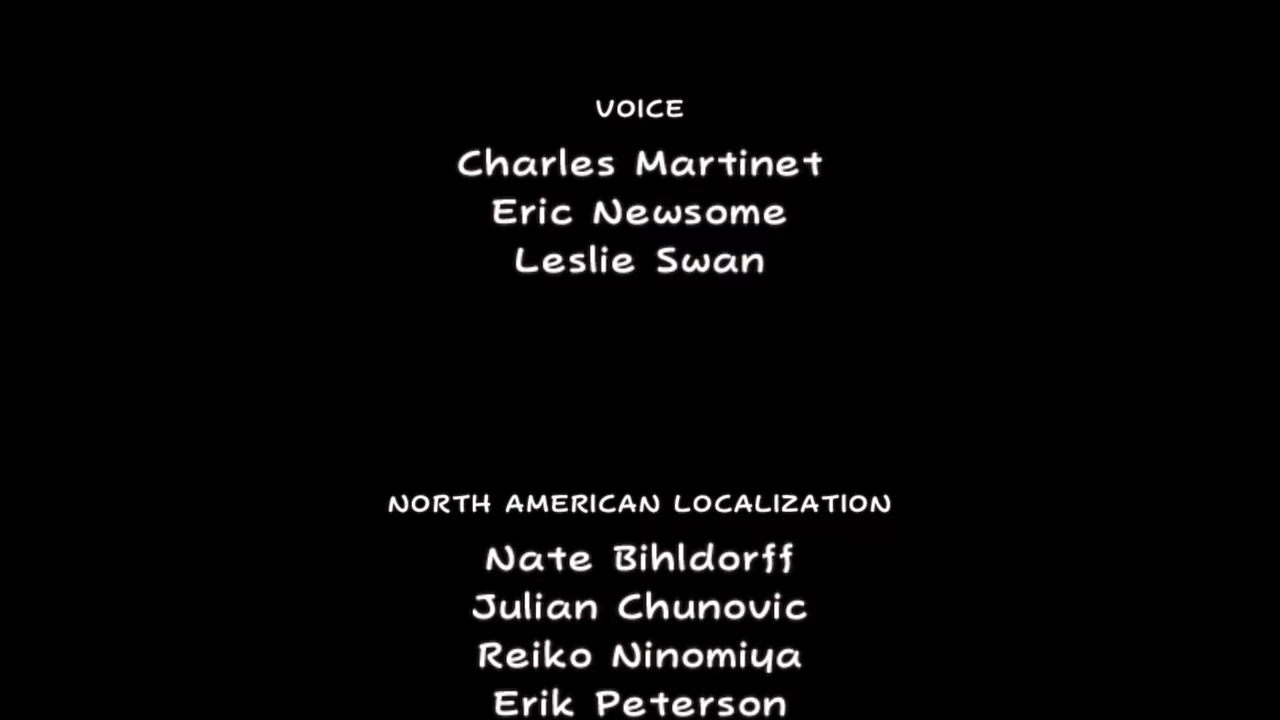 VOICE
Charles Martinet
Eric Newsome
Leslie Swan
NORTH AMERICAN LOCALIZATION
Nate Bihldorff
Julian Chunovic
Reiko Ninomiya
Erik Peterson